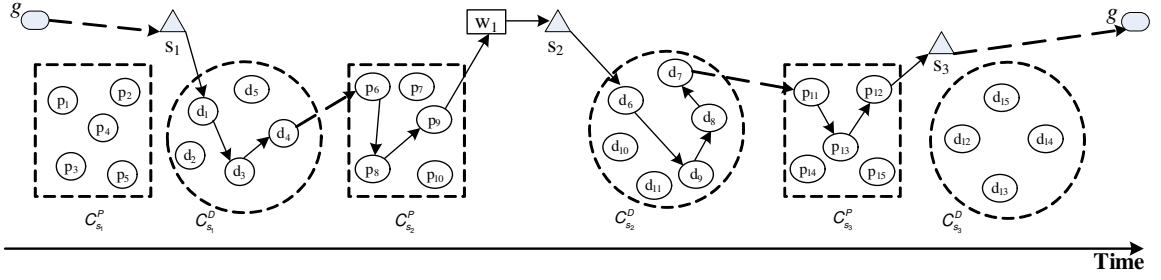 g
s1
w1
s2
s3
g
p1
p2
p4
p3
p5
d5
d1
d4
d2
d3
p6
p7
p9
p8
p10
d7
d6
d8
d10
d9
d11
p11
p12
p13
p14
p15
d15
d12
d14
d13
C^P_{s1}
C^D_{s1}
C^P_{s2}
C^D_{s2}
C^P_{s3}
C^D_{s3}
Time